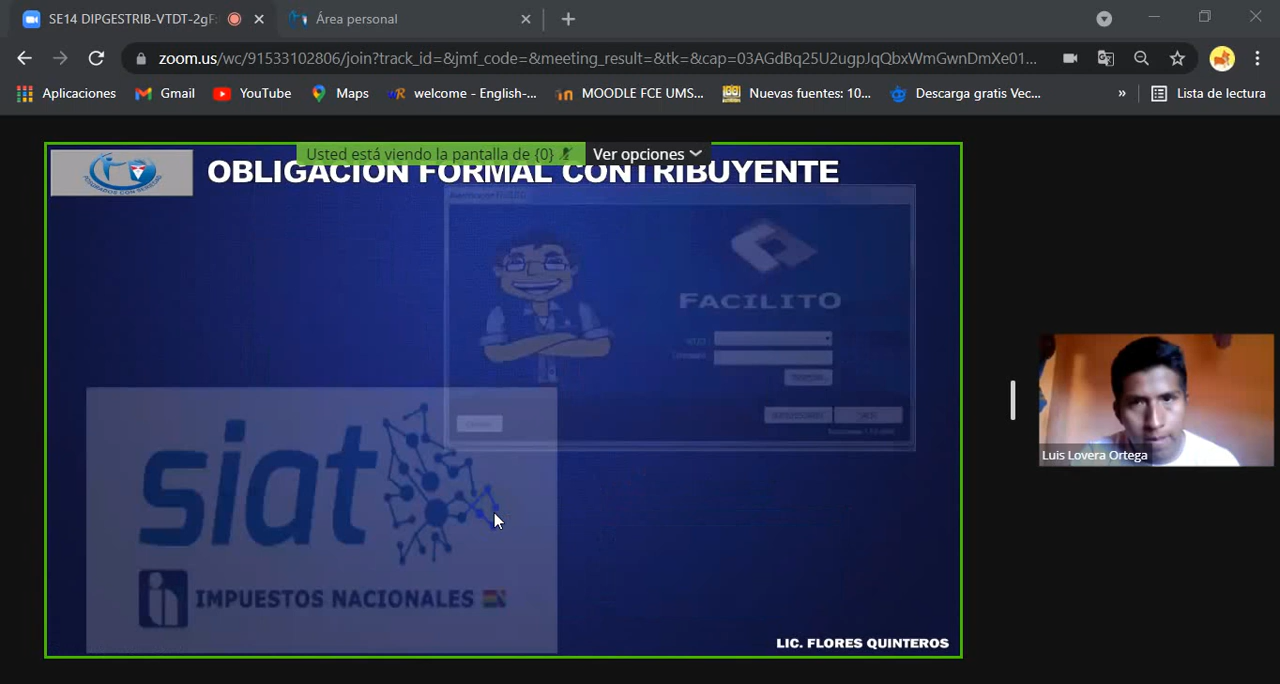 SE14 DIPGESTRIB-VTDT-2gF:
Área personal
zoom.us/wc/91533102806/join?track_id=&jmf_code=&meeting_result=&tk=&cap=03AGdBq25U2ugpJqQbxWmGwnDmXe01...
Aplicaciones
Gmail
YouTube
Maps
welcome - English-...
MOODLE FCE UMS...
Nuevas fuentes: 10...
Descarga gratis Vec...
»
Lista de lectura
Usted está viendo la pantalla de {0}
Ver opciones
OBLIGACIÓN FORMAL CONTRIBUYENTE
FACILITO
siat
IMPUESTOS NACIONALES
LIC. FLORES QUINTEROS
Luis Lovera Ortega